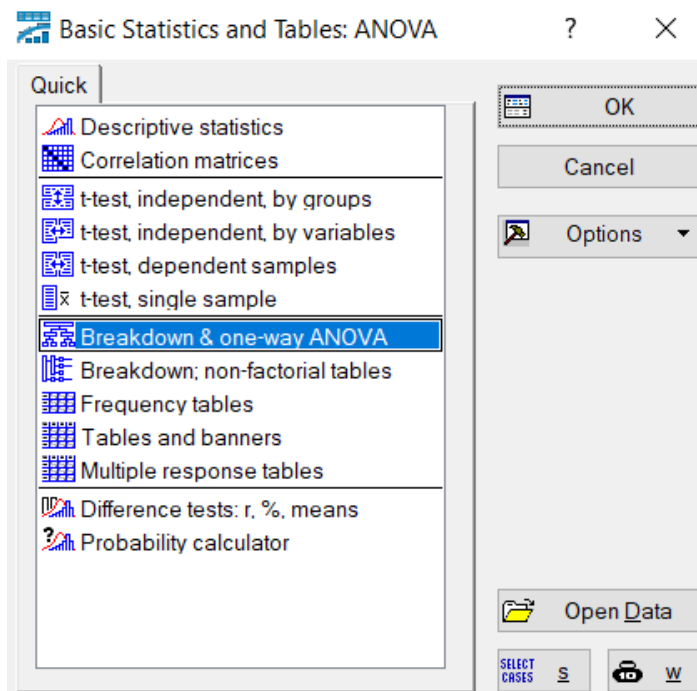 Basic Statistics and Tables: ANOVA ?
Quick
Descriptive statistics
Correlation matrices
t-test, independent, by groups
t-test, independent, by variables
t-test, dependent samples
t-test, single sample
Breakdown & one-way ANOVA
Breakdown; non-factorial tables
Frequency tables
Tables and banners
Multiple response tables
Difference tests: r, %, means
Probability calculator
OK
Cancel
Options
Open Data
SELECT
CASES S W